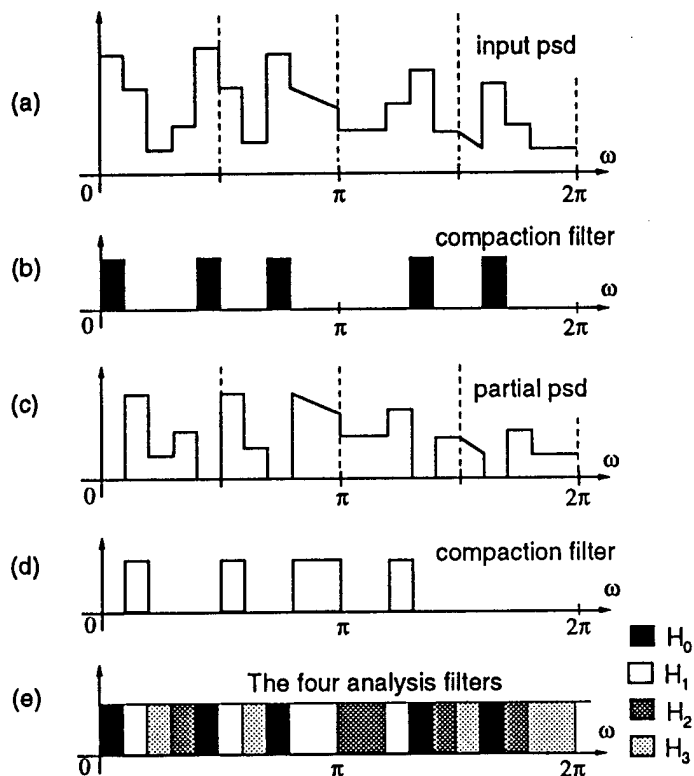 (a)
input psd
ω
0
π
2π
(b)
compaction filter
ω
0
π
2π
(c)
partial psd
ω
0
π
2π
(d)
compaction filter
ω
0
π
2π
(e)
The four analysis filters
ω
0
π
2π
H0
H1
H2
H3